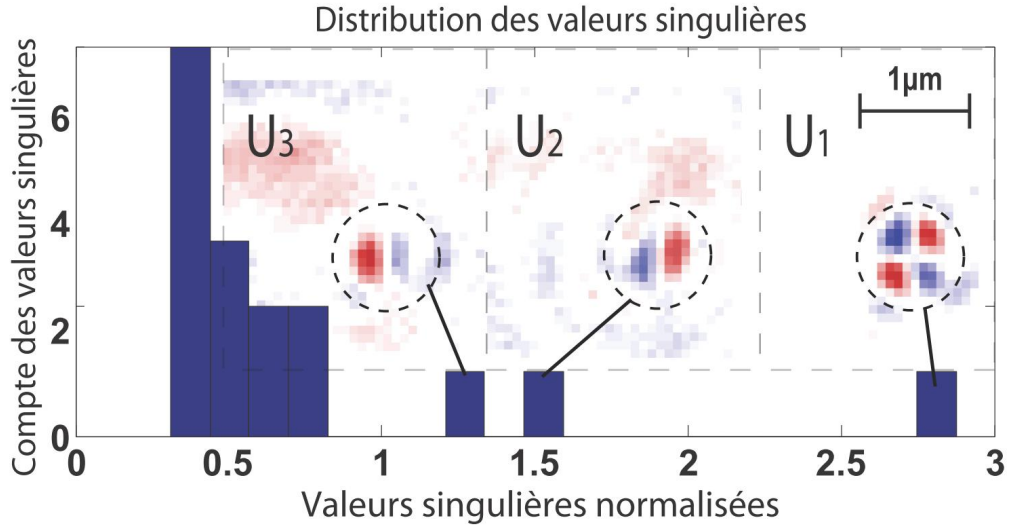 Distribution des valeurs singulières
Compte des valeurs singulières
6
4
2
0
U3
U2
U1
1µm
0
0.5
1
1.5
2
2.5
3
Valeurs singulières normalisées